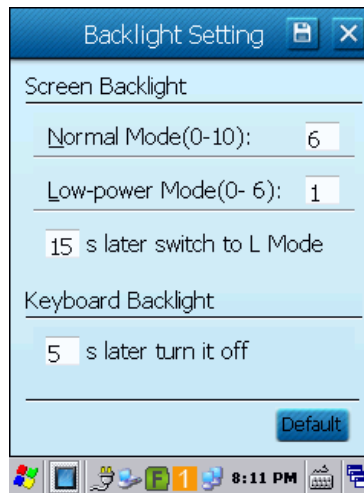 Backlight Setting
Screen Backlight
Normal Mode(0-10): 6
Low-power Mode(0- 6): 1
15 s later switch to L Mode
Keyboard Backlight
5 s later turn it off
Default
F 1 8:11 PM